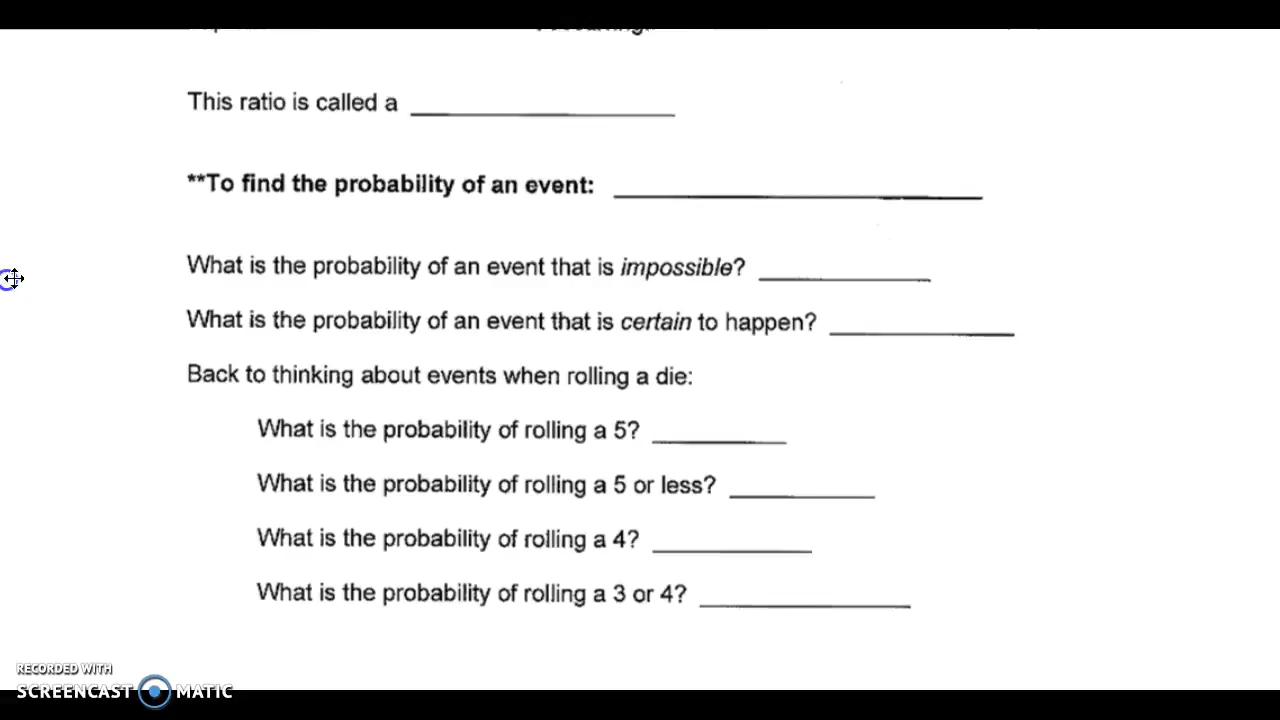 This ratio is called a
**To find the probability of an event:
What is the probability of an event that is impossible?
What is the probability of an event that is certain to happen?
Back to thinking about events when rolling a die:
What is the probability of rolling a 5?
What is the probability of rolling a 5 or less?
What is the probability of rolling a 4?
What is the probability of rolling a 3 or 4?
RECORDED WITH
SCREENCAST MATIC